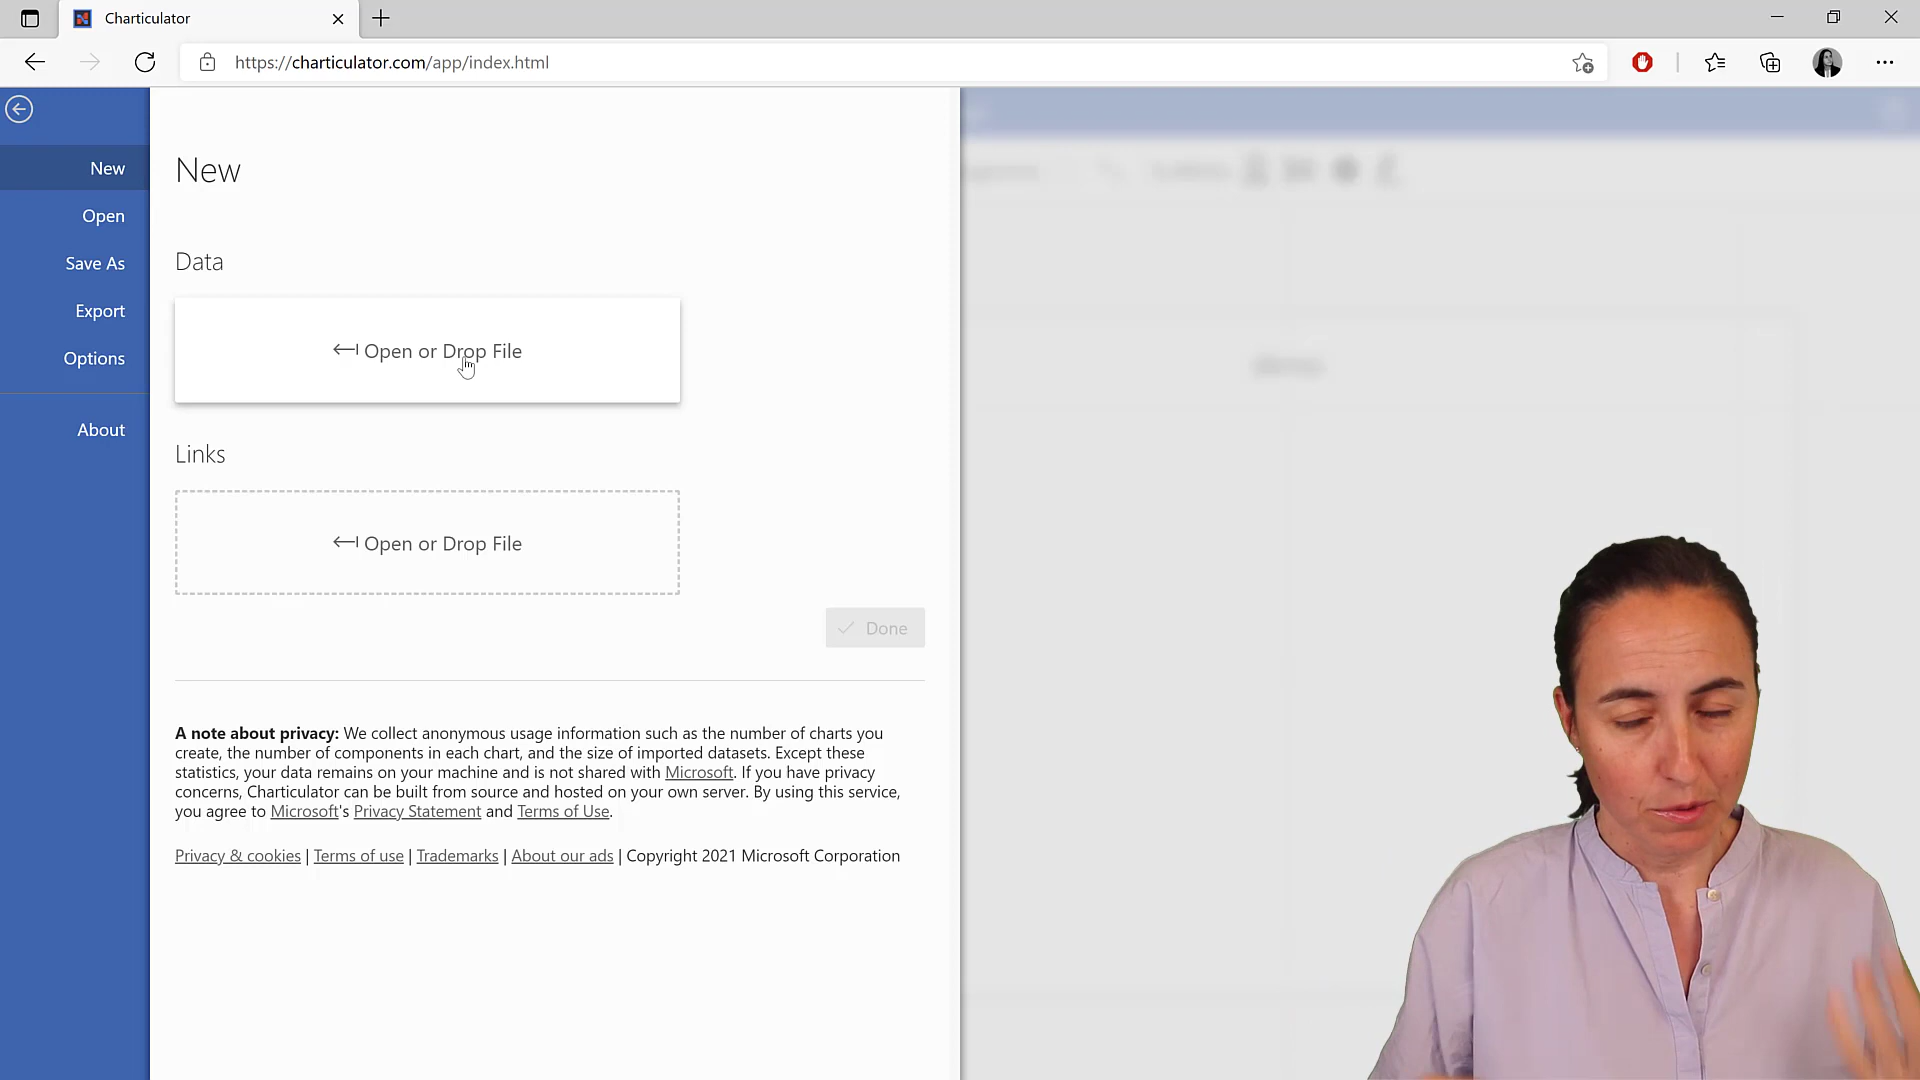 Charticulator
https://charticulator.com/app/index.html
New
Open
Save As
Export
Options
About
New
Data
Open or Drop File
Links
Open or Drop File
Done
A note about privacy: We collect anonymous usage information such as the number of charts you
create, the number of components in each chart, and the size of imported datasets. Except these
statistics, your data remains on your machine and is not shared with Microsoft. If you have privacy
concerns, Charticulator can be built from source and hosted on your own server. By using this service,
you agree to Microsoft's Privacy Statement and Terms of Use.
Privacy & cookies | Terms of use | Trademarks | About our ads | Copyright 2021 Microsoft Corporation